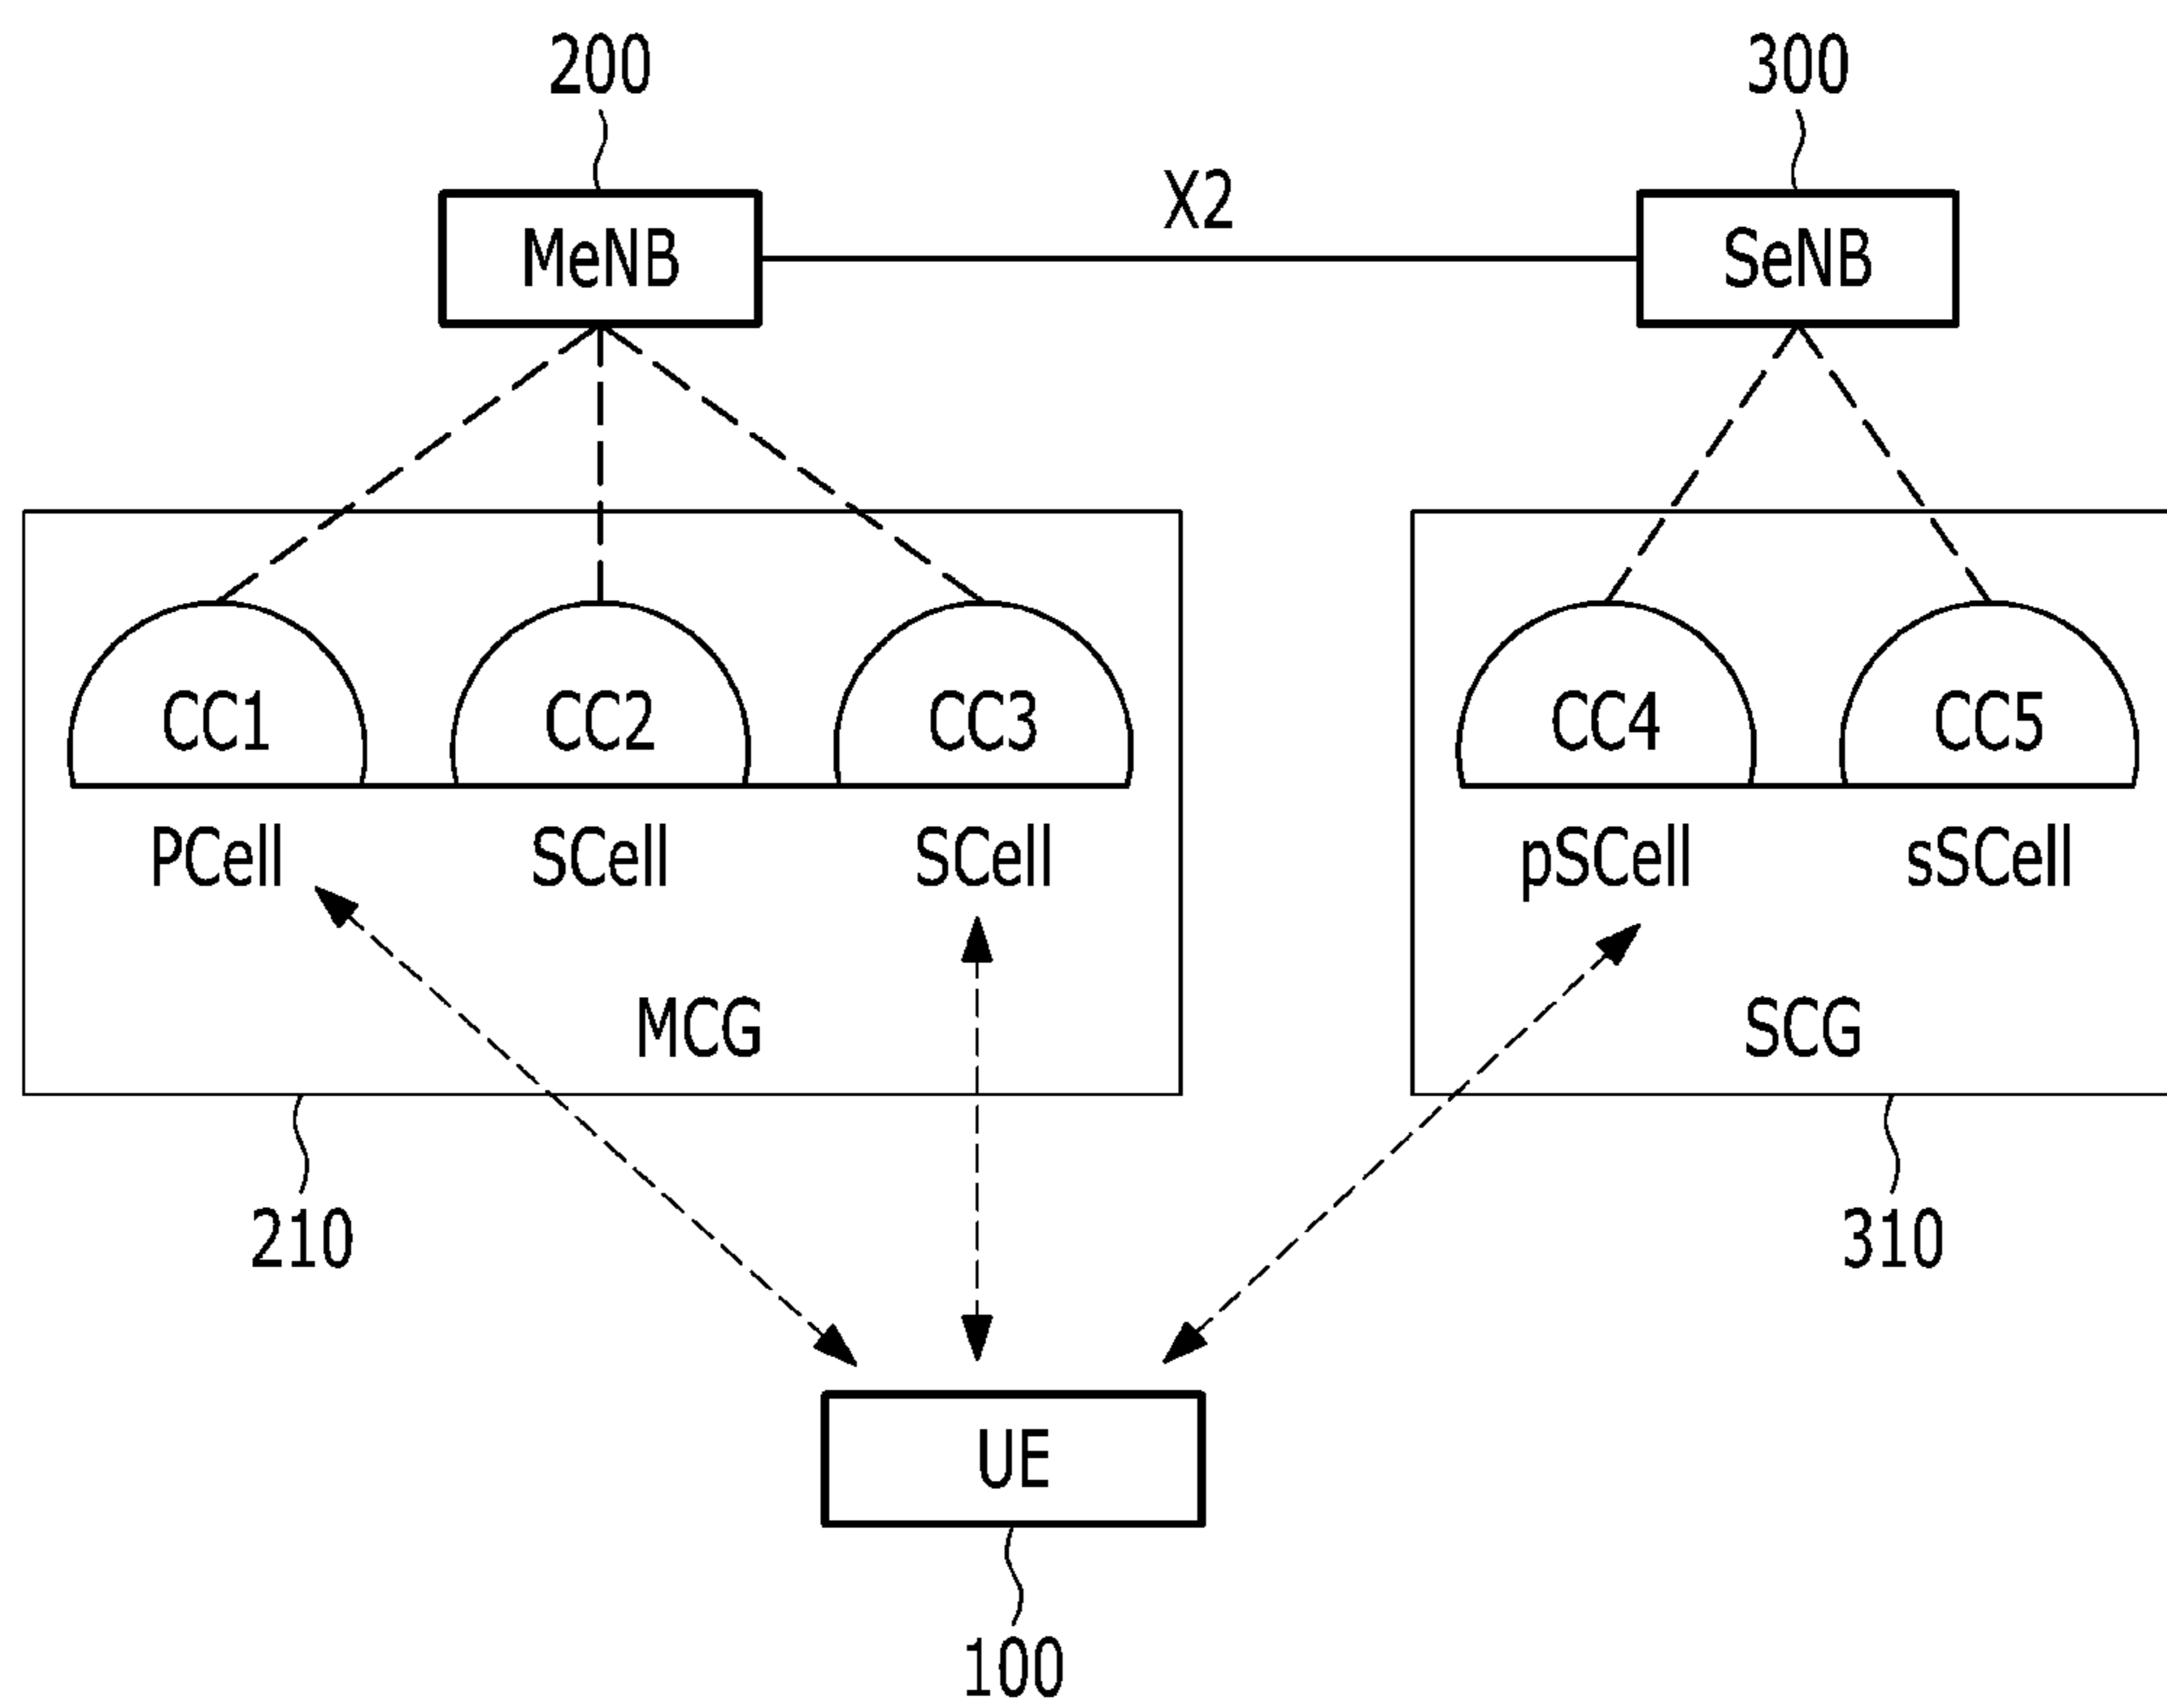 200
300
X2
MeNB
SeNB
CC1
CC2
CC3
CC4
CC5
PCell
SCell
SCell
pSCell
sSCell
MCG
SCG
210
310
UE
100